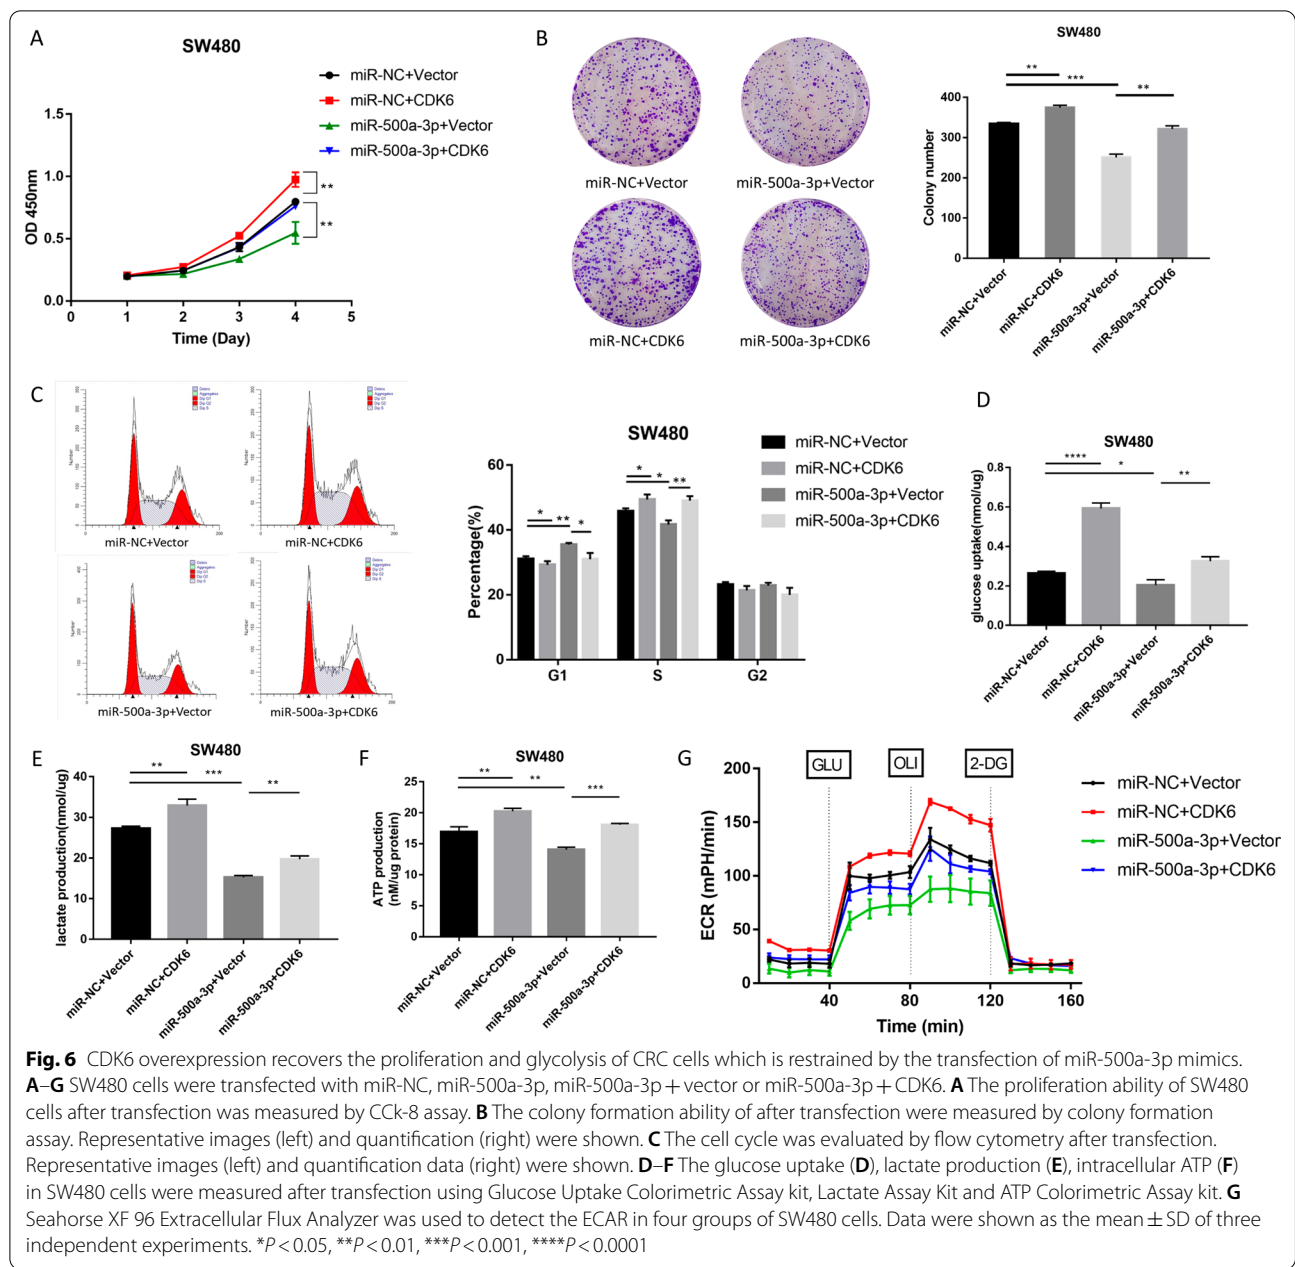 A
SW480
miR-NC+Vector
miR-NC+CDK6
miR-500a-3p+Vector
miR-500a-3p+CDK6
OD 450nm
1.5
1.0
0.5
0.0
**
**
0 1 2 3 4 5
Time (Day)
B
miR-NC+Vector
miR-500a-3p+Vector
miR-NC+CDK6
miR-500a-3p+CDK6
SW480
**
***
**
Colony number
400
300
200
100
0
miR-NC+Vector
miR-NC+CDK6
miR-500a-3p+Vector
miR-500a-3p+CDK6
C
Debris
Aggregates
Dip G1
Dip G2
Dip S
Number
miR-NC+Vector
miR-NC+CDK6
miR-500a-3p+Vector
miR-500a-3p+CDK6
SW480
miR-NC+Vector
miR-NC+CDK6
miR-500a-3p+Vector
miR-500a-3p+CDK6
Percentage(%)
60
40
20
0
* ** *
* * **
G1 S G2
D
SW480
****
*
**
glucose uptake(nmol/ug)
0.8
0.6
0.4
0.2
0.0
miR-NC+Vector
miR-NC+CDK6
miR-500a-3p+Vector
miR-500a-3p+CDK6
E
SW480
**
***
**
lactate production(nmol/ug)
40
30
20
10
0
miR-NC+Vector
miR-NC+CDK6
miR-500a-3p+Vector
miR-500a-3p+CDK6
F
SW480
**
**
***
ATP production
(nM/ug protein)
25
20
15
10
5
0
miR-NC+Vector
miR-NC+CDK6
miR-500a-3p+Vector
miR-500a-3p+CDK6
G
GLU OLI 2-DG
miR-NC+Vector
miR-NC+CDK6
miR-500a-3p+Vector
miR-500a-3p+CDK6
ECR (mPH/min)
200
150
100
50
0
40 80 120 160
Time (min)
Fig. 6 CDK6 overexpression recovers the proliferation and glycolysis of CRC cells which is restrained by the transfection of miR-500a-3p mimics.
A–G SW480 cells were transfected with miR-NC, miR-500a-3p, miR-500a-3p + vector or miR-500a-3p + CDK6. A The proliferation ability of SW480
cells after transfection was measured by CCk-8 assay. B The colony formation ability of after transfection were measured by colony formation
assay. Representative images (left) and quantification (right) were shown. C The cell cycle was evaluated by flow cytometry after transfection.
Representative images (left) and quantification data (right) were shown. D–F The glucose uptake (D), lactate production (E), intracellular ATP (F)
in SW480 cells were measured after transfection using Glucose Uptake Colorimetric Assay kit, Lactate Assay Kit and ATP Colorimetric Assay kit. G
Seahorse XF 96 Extracellular Flux Analyzer was used to detect the ECAR in four groups of SW480 cells. Data were shown as the mean ± SD of three
independent experiments. *P < 0.05, **P < 0.01, ***P < 0.001, ****P < 0.0001